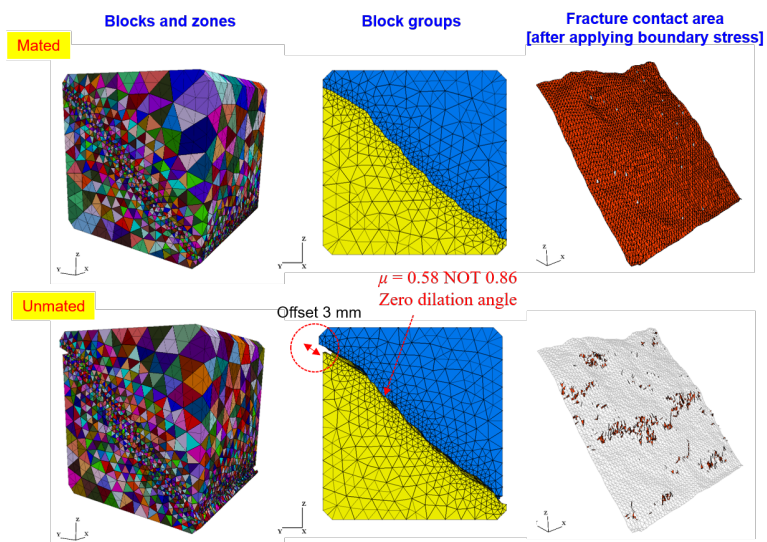 Blocks and zones
Block groups
Fracture contact area
[after applying boundary stress]
Mated
Z
Y
X
Z
Y
X
Z
Y
X
μ = 0.58 NOT 0.86
Zero dilation angle
Unmated
Offset 3 mm
Z
Y
X
Z
Y
X
Z
Y
X